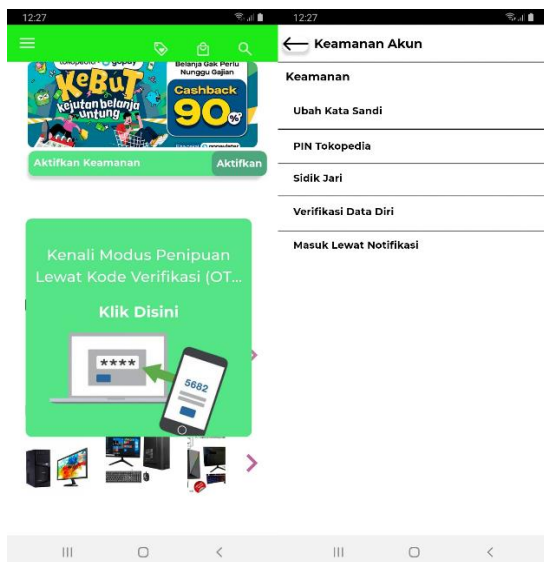 12:27
tokopedia gopay
KeBuT
kejutan belanja
untung
Belanja Gak Perlu
Nunggu Gajian
Cashback
90%*
Aktifkan Keamanan
Aktifkan
Kenali Modus Penipuan
Lewat Kode Verifikasi (OT...
Klik Disini
****
5682
12:27
Keamanan Akun
Keamanan
Ubah Kata Sandi
PIN Tokopedia
Sidik Jari
Verifikasi Data Diri
Masuk Lewat Notifikasi